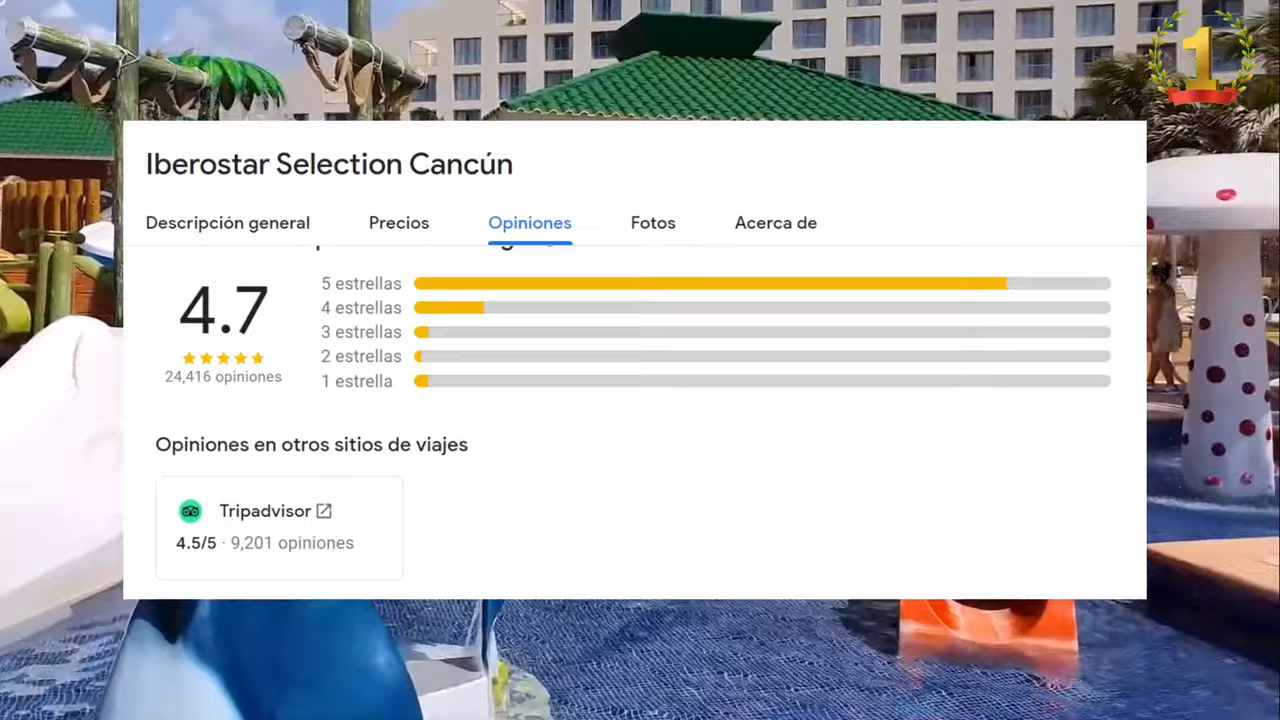 1
Iberostar Selection Cancún
Descripción general Precios Opiniones Fotos Acerca de
4.7
5 estrellas
4 estrellas
3 estrellas
2 estrellas
1 estrella
24,416 opiniones
Opiniones en otros sitios de viajes
Tripadvisor
4.5/5 · 9,201 opiniones